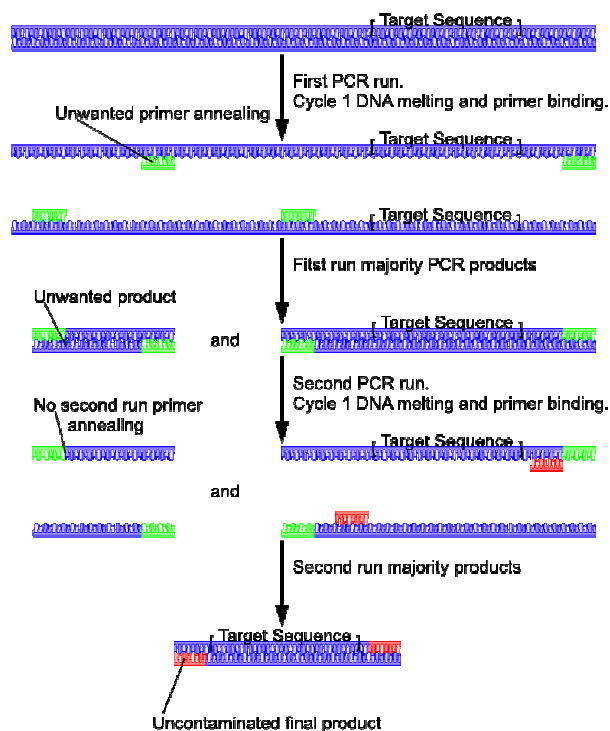 Target Sequence
First PCR run.
Cycle 1 DNA melting and primer binding.
Unwanted primer annealing
Target Sequence
Target Sequence
Fitst run majority PCR products
Unwanted product
Target Sequence
and
Second PCR run.
Cycle 1 DNA melting and primer binding.
No second run primer
annealing
Target Sequence
and
Second run majority products
Target Sequence
Uncontaminated final product